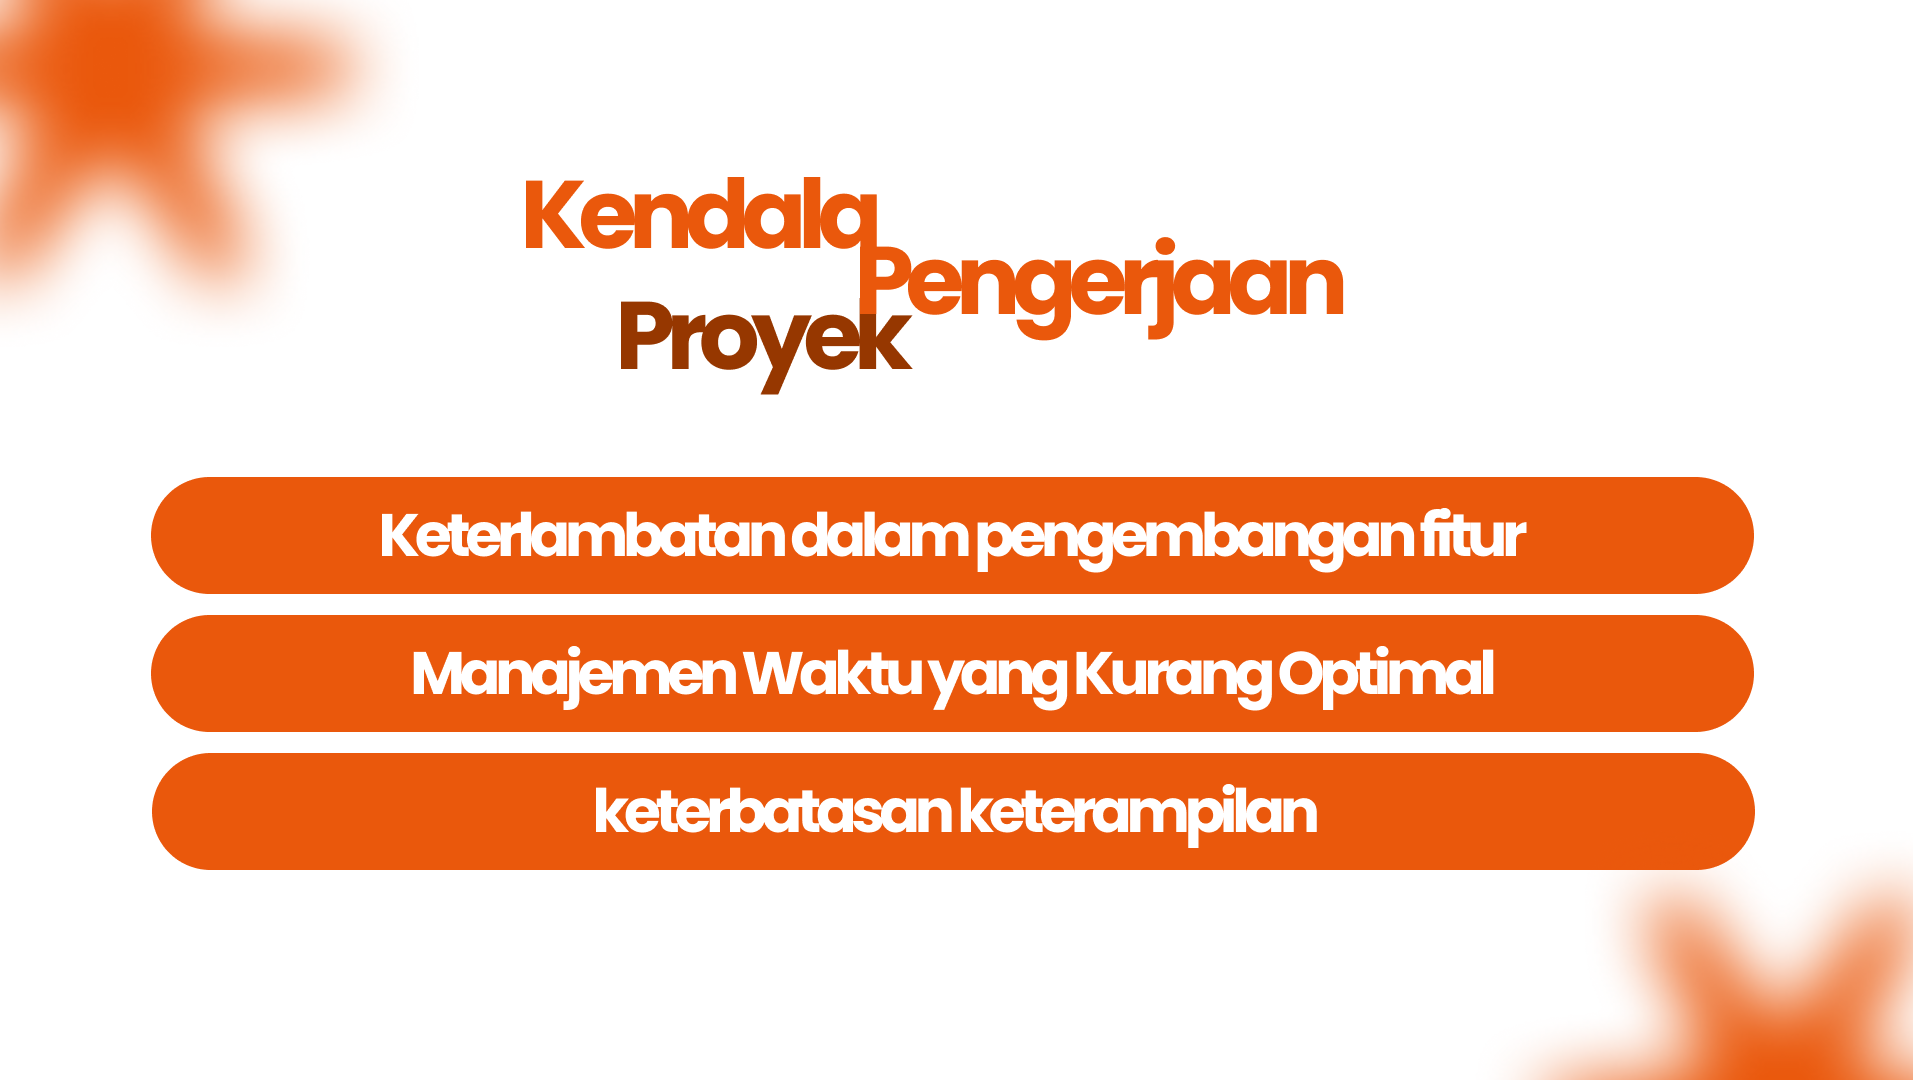 Kendala
Pengerjaan
Proyek
Keterlambatan dalam pengembangan fitur
Manajemen Waktu yang Kurang Optimal
keterbatasan keterampilan